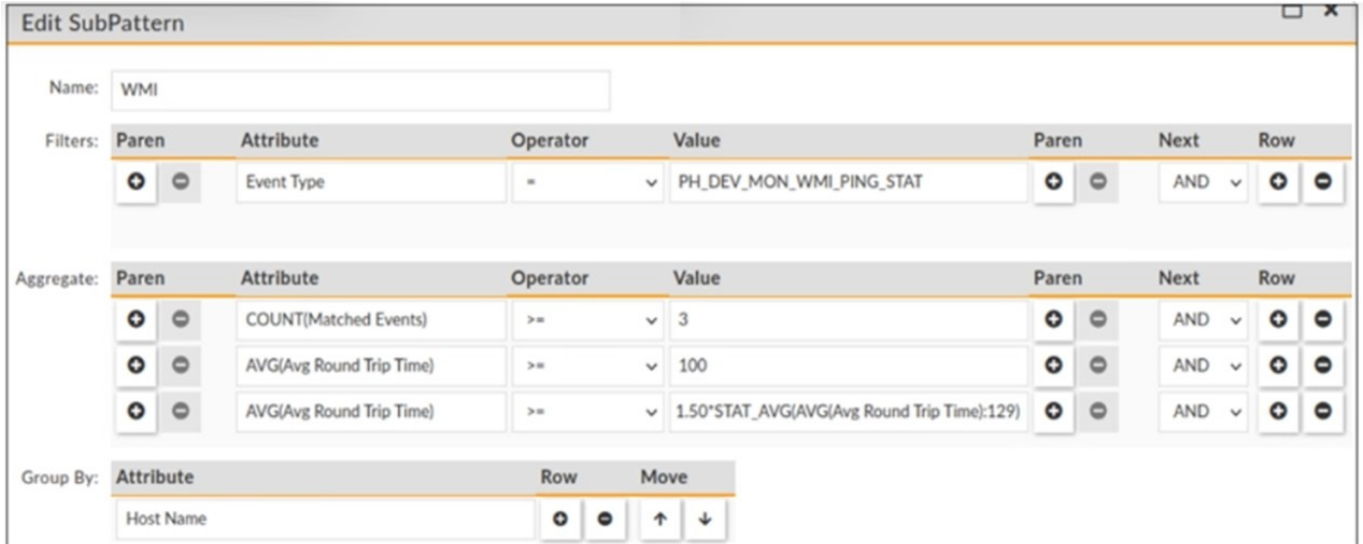 Edit SubPattern
Name: WMI
Filters: Paren Attribute Operator Value Paren Next Row
Event Type = PH_DEV_MON_WMI_PING_STAT AND
Aggregate: Paren Attribute Operator Value Paren Next Row
COUNT(Matched Events) >= 3 AND
AVG(Avg Round Trip Time) >= 100 AND
AVG(Avg Round Trip Time) >= 1.50*STAT_AVG(AVG(Avg Round Trip Time):129) AND
Group By: Attribute Row Move
Host Name